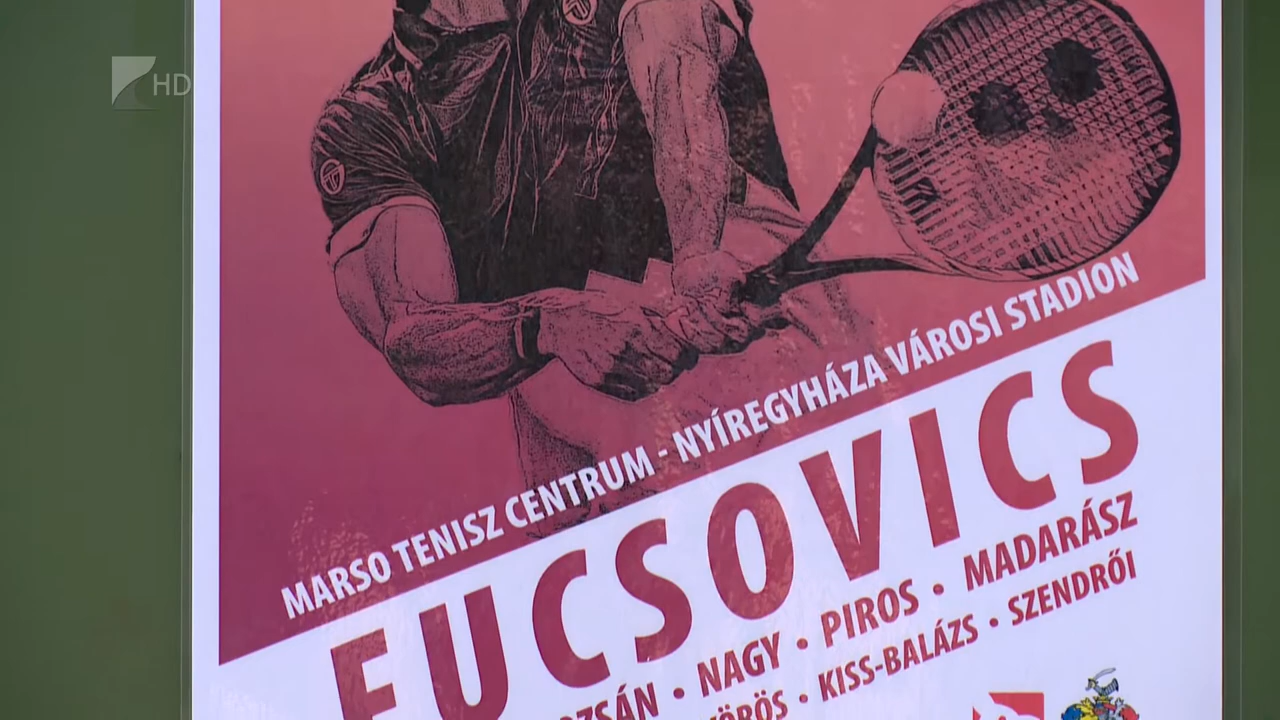 HD
MARSO TENISZ CENTRUM - NYÍREGYHÁZA VÁROSI STADION
FUCSOVICS
NAGY • PIROS • MADARÁSZ
KISS-BALÁZS • SZENDRŐI